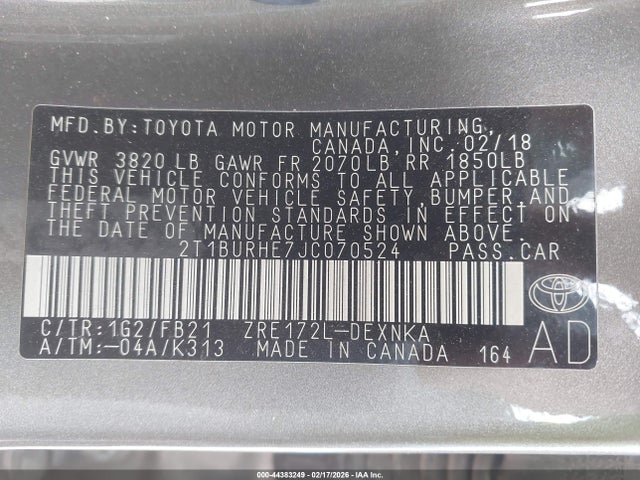 MFD.BY:TOYOTA MOTOR MANUFACTURING,
CANADA,INC. 02/18
GVWR 3820 LB GAWR FR 2070LB, RR 1850LB
THIS VEHICLE CONFORMS TO ALL APPLICABLE
FEDERAL MOTOR VEHICLE SAFETY,BUMPER,AND
THEFT PREVENTION STANDARDS IN EFFECT ON
THE DATE OF MANUFACTURE SHOWN ABOVE.
2T1BURHE7JC070524 PASS.CAR
C/TR:1G2/FB21 ZRE172L-DEXNKA
A/TM:-04A/K313 MADE IN CANADA 164
AD
000-44383249 - 02/17/2026 - IAA Inc.